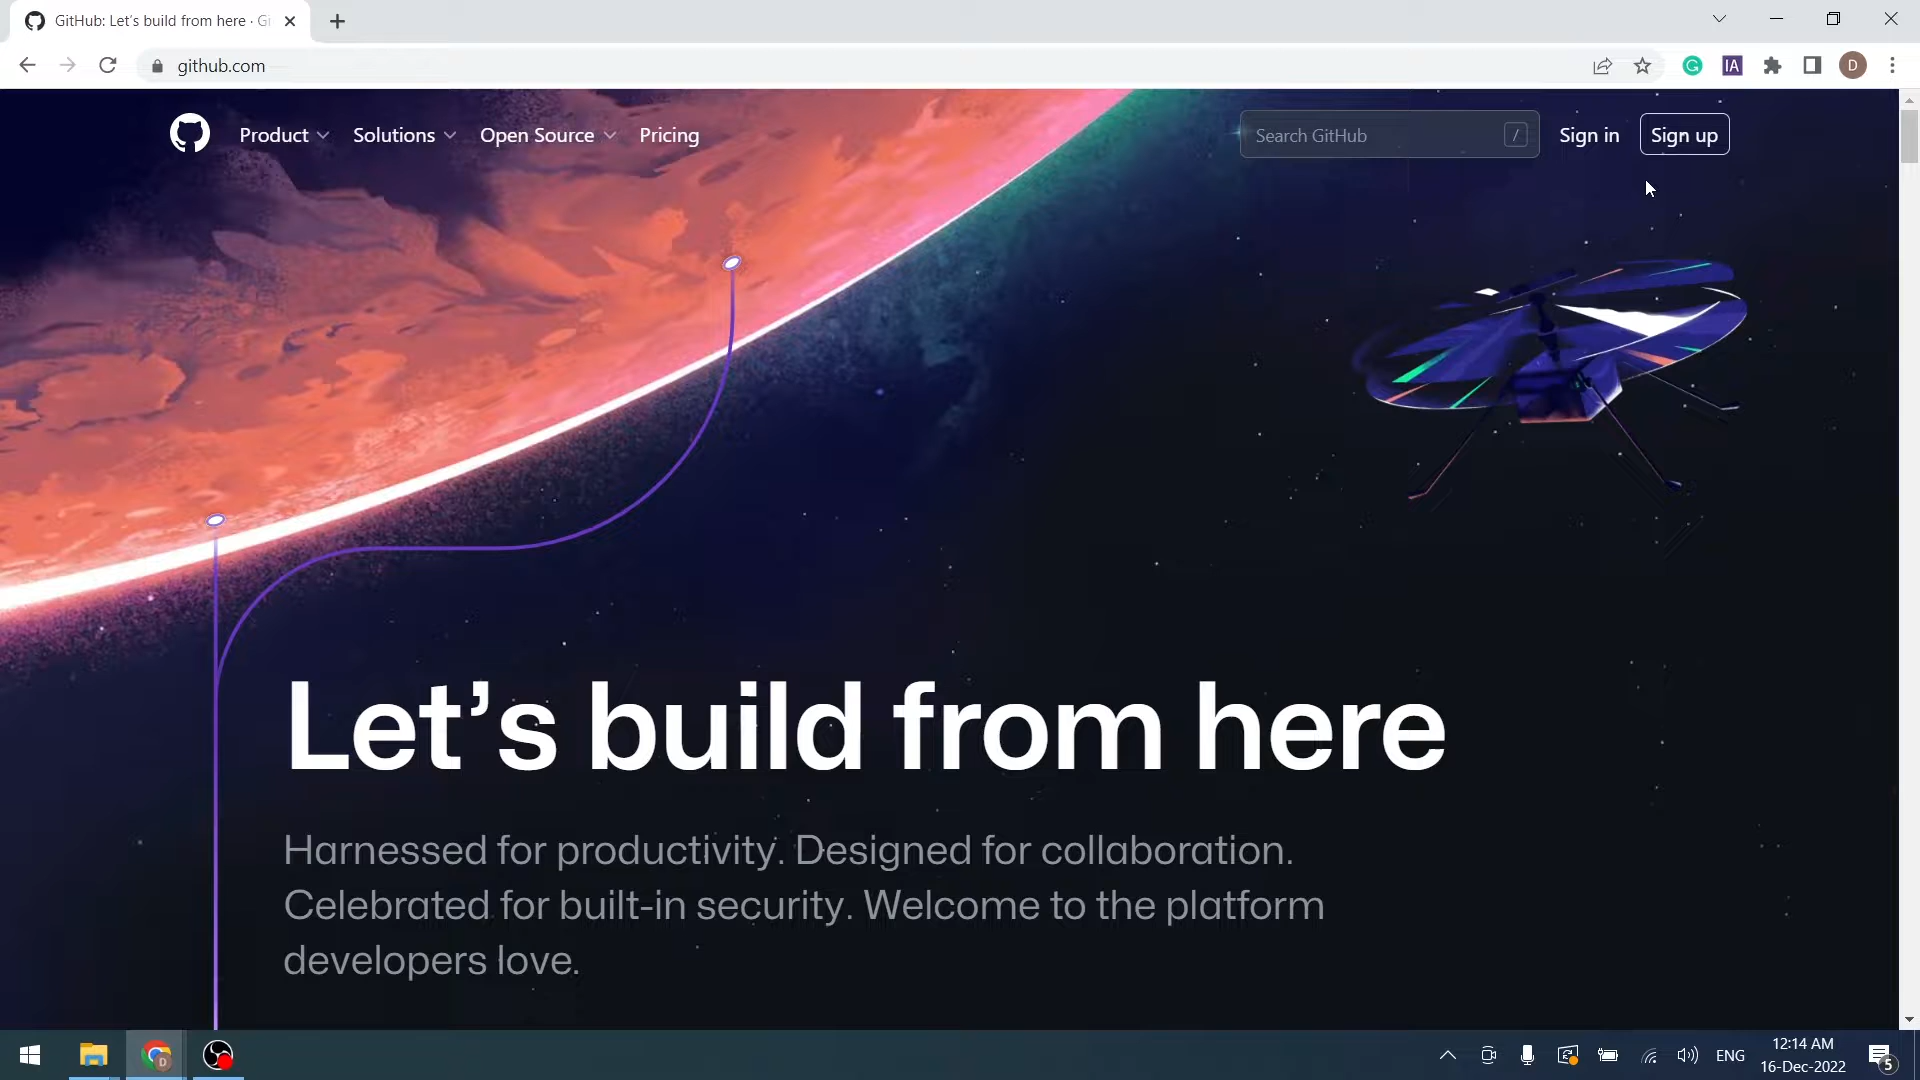 GitHub: Let's build from here · Gi
github.com
IA
D
Product
Solutions
Open Source
Pricing
Search GitHub
/
Sign in
Sign up
Let’s build from here
Harnessed for productivity. Designed for collaboration.
Celebrated for built-in security. Welcome to the platform
developers love.
D
ENG
12:14 AM
16-Dec-2022
5